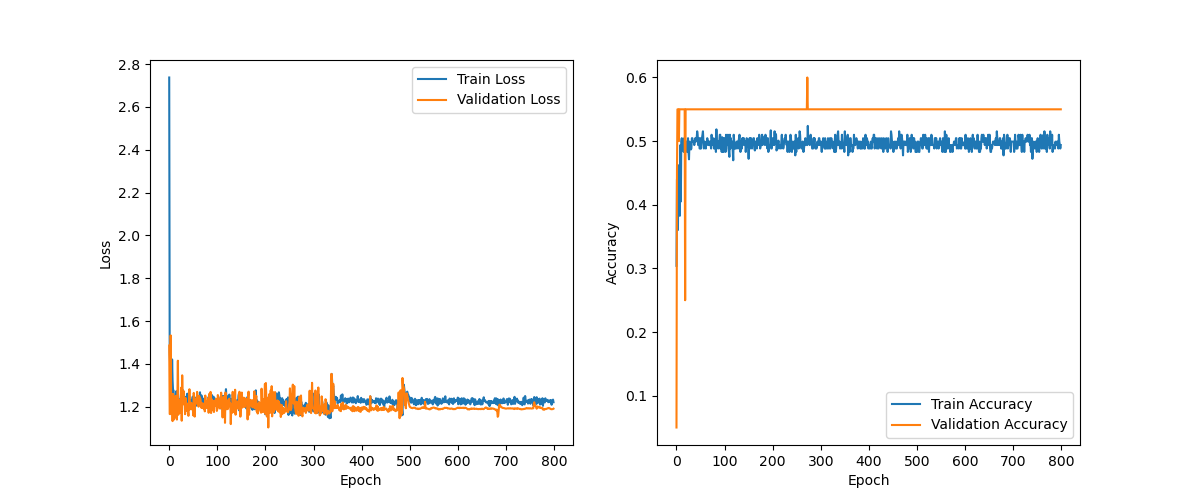 2.8
2.6
2.4
2.2
2.0
1.8
1.6
1.4
1.2
Loss
0 100 200 300 400 500 600 700 800
Epoch
Train Loss
Validation Loss
0.6
0.5
0.4
0.3
0.2
0.1
Accuracy
0 100 200 300 400 500 600 700 800
Epoch
Train Accuracy
Validation Accuracy